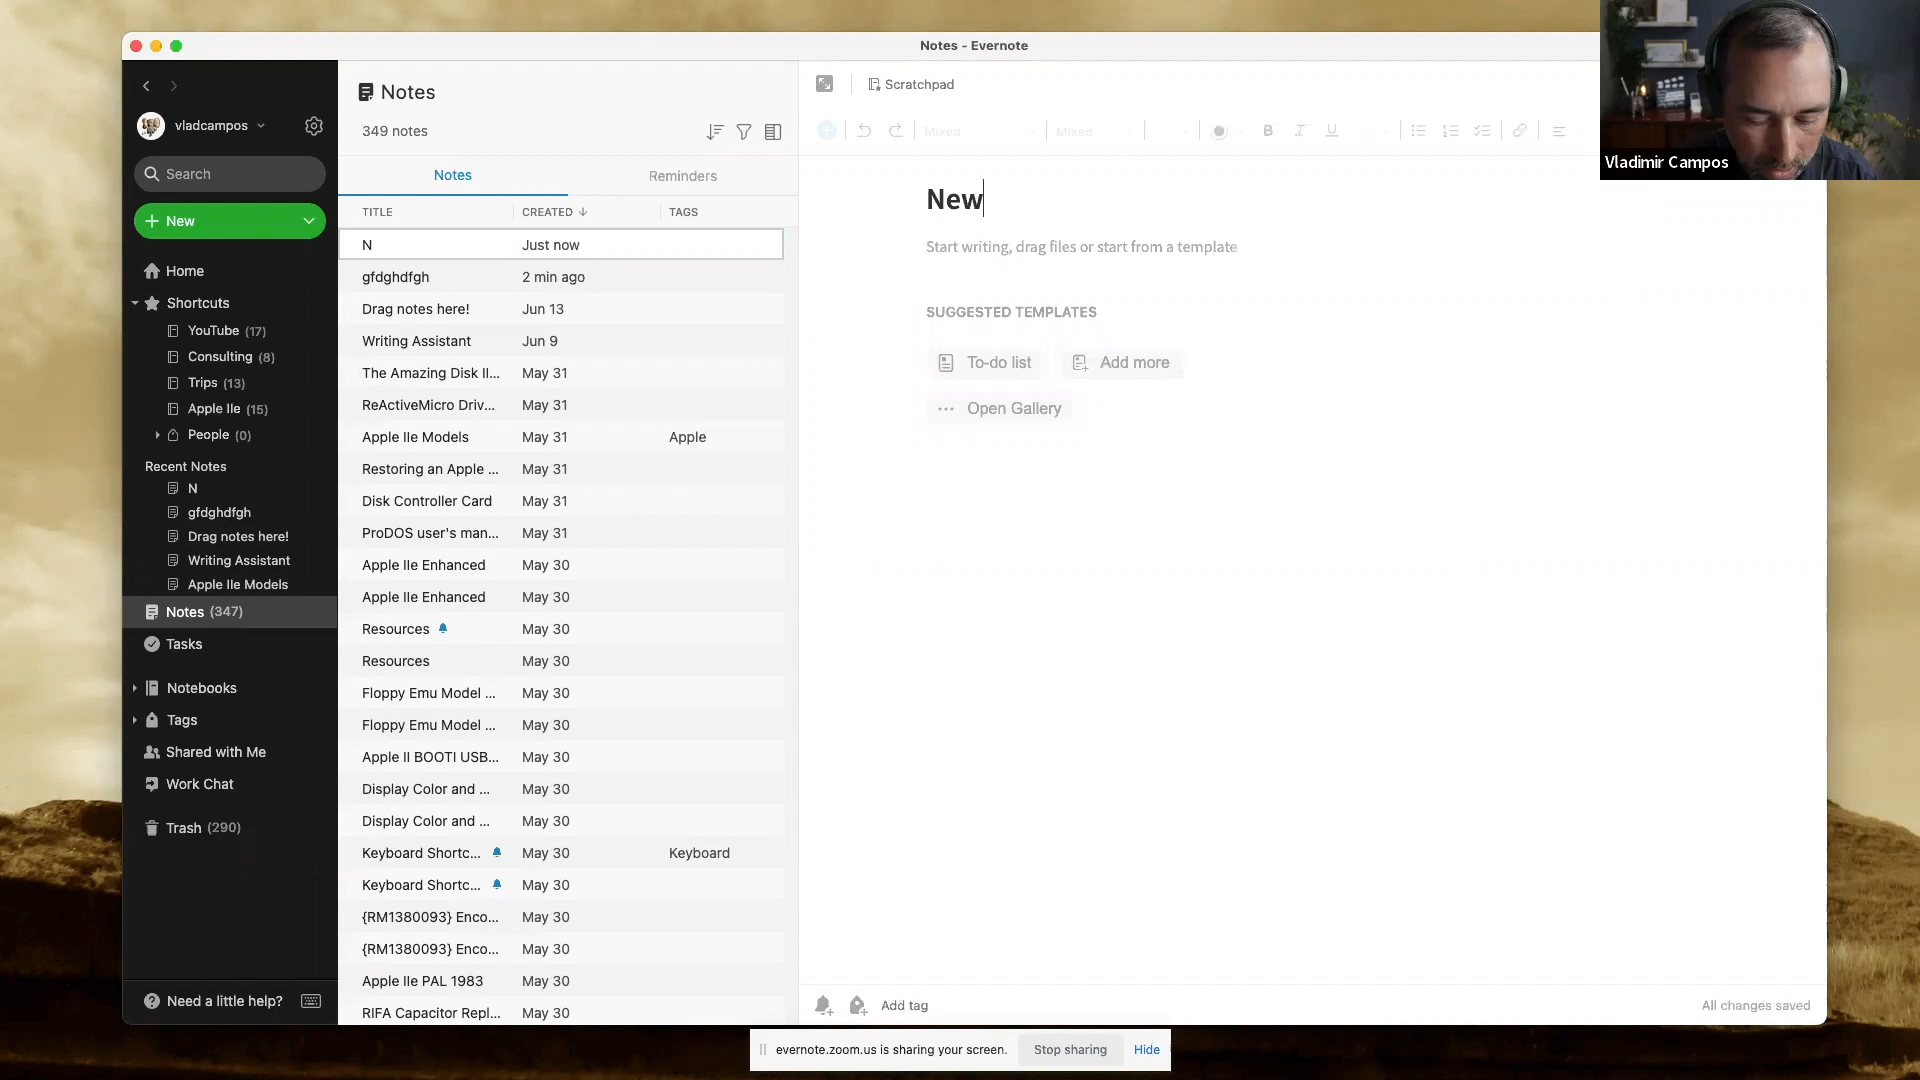 Notes - Evernote
vladcampos
Search
New
Home
Shortcuts
YouTube (17)
Consulting (8)
Trips (13)
Apple IIe (15)
People (0)
Recent Notes
N
gfdghdfgh
Drag notes here!
Writing Assistant
Apple IIe Models
Notes (347)
Tasks
Notebooks
Tags
Shared with Me
Work Chat
Trash (290)
Need a little help?
Notes
349 notes
Notes Reminders
TITLE CREATED TAGS
N Just now
gfdghdfgh 2 min ago
Drag notes here! Jun 13
Writing Assistant Jun 9
The Amazing Disk II... May 31
ReActiveMicro Driv... May 31
Apple IIe Models May 31 Apple
Restoring an Apple ... May 31
Disk Controller Card May 31
ProDOS user's man... May 31
Apple IIe Enhanced May 30
Apple IIe Enhanced May 30
Resources May 30
Resources May 30
Floppy Emu Model ... May 30
Floppy Emu Model ... May 30
Apple II BOOTI USB... May 30
Display Color and ... May 30
Display Color and ... May 30
Keyboard Shortc... May 30 Keyboard
Keyboard Shortc... May 30
{RM1380093} Enco... May 30
{RM1380093} Enco... May 30
Apple IIe PAL 1983 May 30
RIFA Capacitor Repl... May 30
Scratchpad
Mixed Mixed B I U
New
Start writing, drag files or start from a template
SUGGESTED TEMPLATES
To-do list Add more
Open Gallery
Add tag
All changes saved
Vladimir Campos
evernote.zoom.us is sharing your screen. Stop sharing Hide